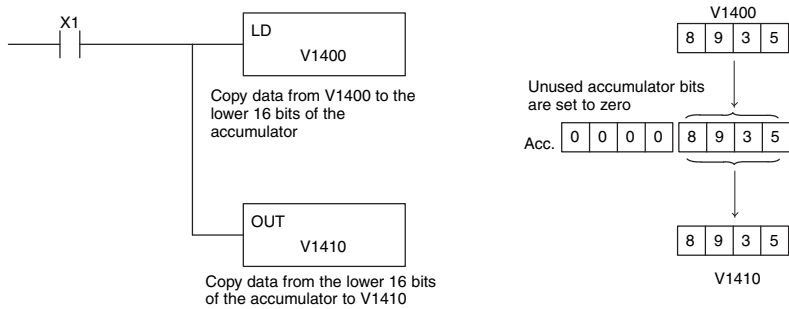 X1
LD
V1400
Copy data from V1400 to the
lower 16 bits of the
accumulator
OUT
V1410
Copy data from the lower 16 bits
of the accumulator to V1410
V1400
8 9 3 5
Unused accumulator bits
are set to zero
Acc. 0 0 0 0 8 9 3 5
8 9 3 5
V1410